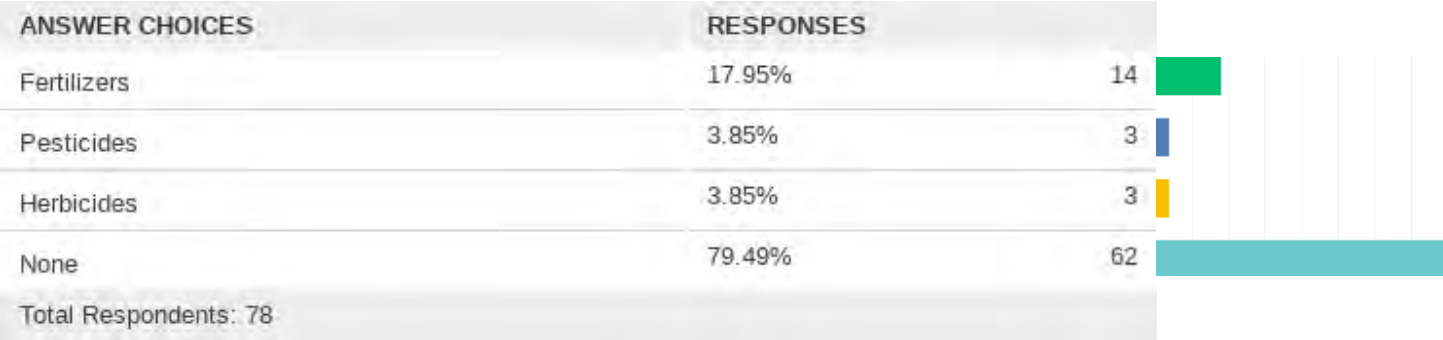 ANSWER CHOICES RESPONSES
Fertilizers 17.95% 14
Pesticides 3.85% 3
Herbicides 3.85% 3
None 79.49% 62
Total Respondents: 78